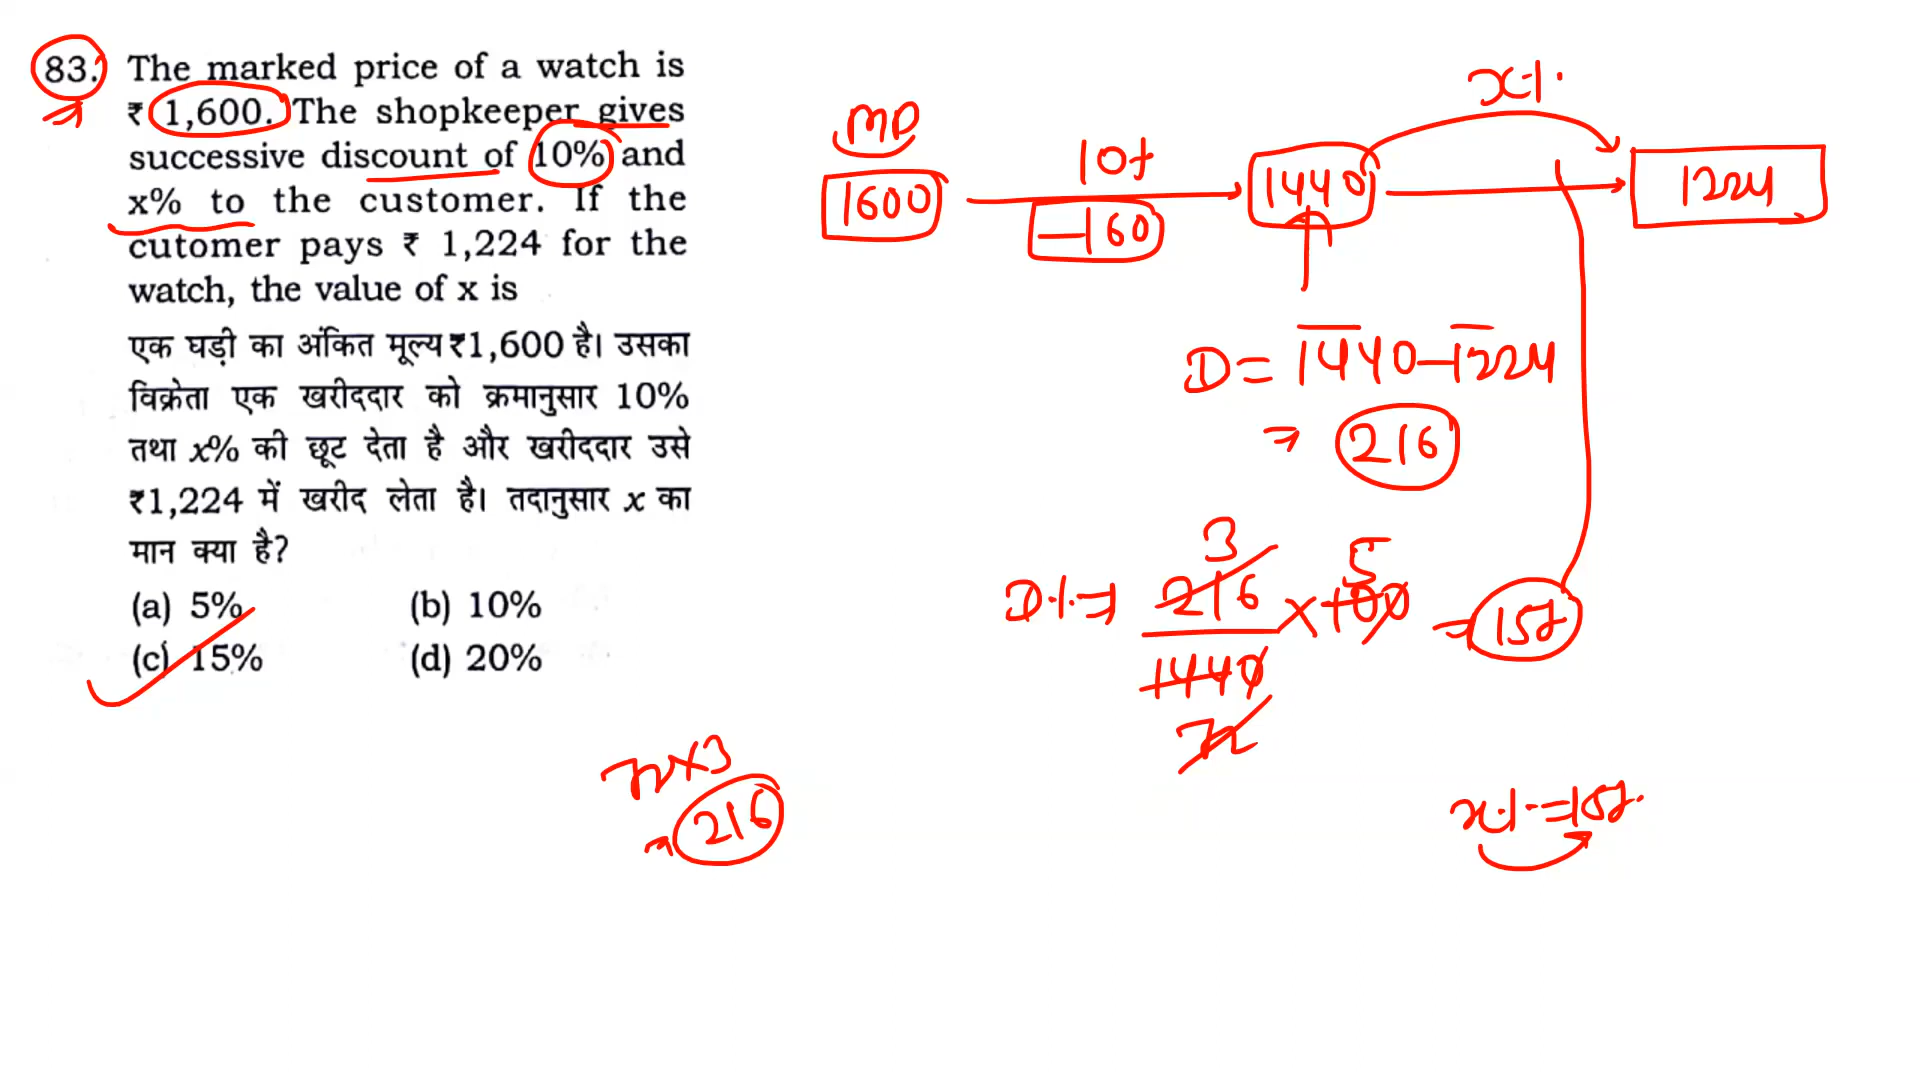 83. The marked price of a watch is
₹ 1,600. The shopkeeper gives
successive discount of 10% and
x% to the customer. If the
cutomer pays ₹ 1,224 for the
watch, the value of x is
एक घड़ी का अंकित मूल्य ₹1,600 है। उसका
विक्रेता एक खरीददार को क्रमानुसार 10%
तथा x% की छूट देता है और खरीददार उसे
₹1,224 में खरीद लेता है। तदानुसार x का
मान क्या है?
(a) 5% (b) 10%
(c) 15% (d) 20%
MP
1600
10%
-160
1440
x%
1224
D = 1440-1224
⇒ 216
D% ⇒ 216/1440 × 100 ⇒ 15%
3
5
72
72×3
⇒ 216
x% = 15%